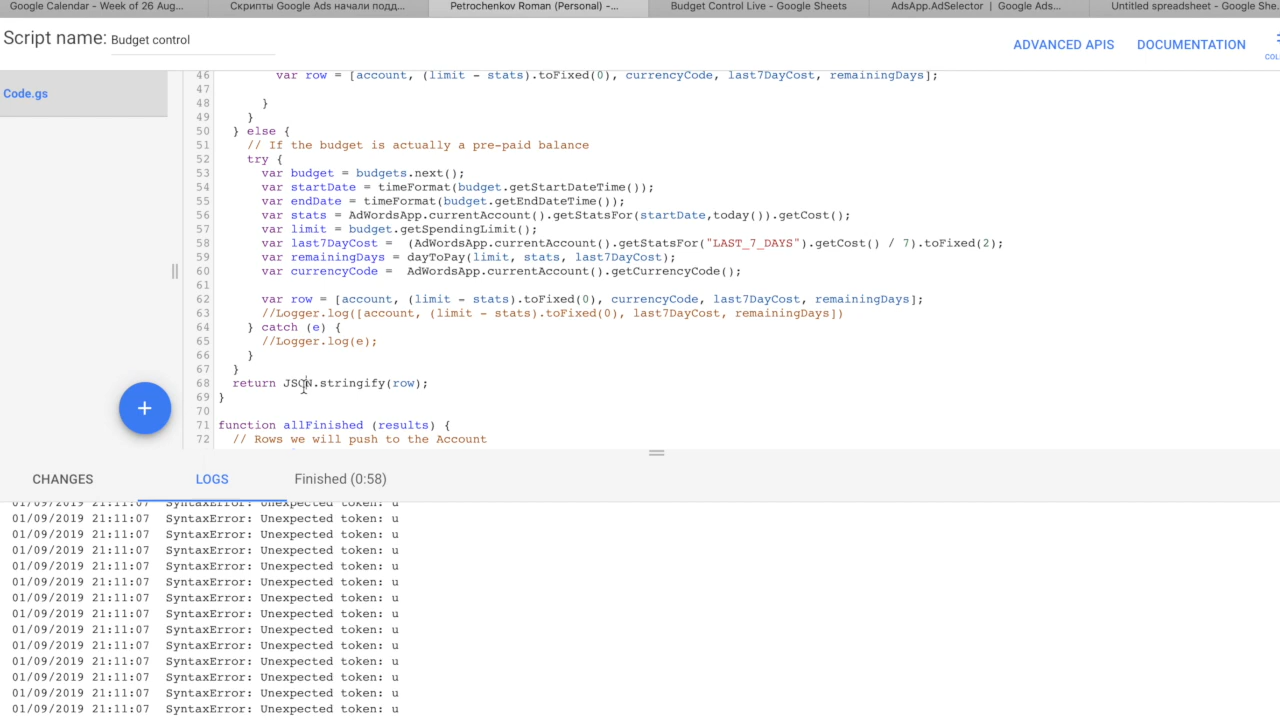 Google Calendar - Week of 26 Aug...
Скрипты Google Ads начали подд...
Petrochenkov Roman (Personal) -...
Budget Control Live - Google Sheets
AdsApp.AdSelector | Google Ads...
Untitled spreadsheet - Google She...
Script name: Budget control
ADVANCED APIS
DOCUMENTATION
COL
Code.gs
46 var row = [account, (limit - stats).toFixed(0), currencyCode, last7DayCost, remainingDays];
47
48 }
49 }
50 } else {
51 // If the budget is actually a pre-paid balance
52 try {
53 var budget = budgets.next();
54 var startDate = timeFormat(budget.getStartDateTime());
55 var endDate = timeFormat(budget.getEndDateTime());
56 var stats = AdWordsApp.currentAccount().getStatsFor(startDate,today()).getCost();
57 var limit = budget.getSpendingLimit();
58 var last7DayCost =  (AdWordsApp.currentAccount().getStatsFor("LAST_7_DAYS").getCost() / 7).toFixed(2);
59 var remainingDays = dayToPay(limit, stats, last7DayCost);
60 var currencyCode =  AdWordsApp.currentAccount().getCurrencyCode();
61
62 var row = [account, (limit - stats).toFixed(0), currencyCode, last7DayCost, remainingDays];
63 //Logger.log([account, (limit - stats).toFixed(0), last7DayCost, remainingDays])
64 } catch (e) {
65 //Logger.log(e);
66 }
67 }
68 return JSON.stringify(row);
69 }
70
71 function allFinished (results) {
72 // Rows we will push to the Account
+
CHANGES
LOGS
Finished (0:58)
01/09/2019 21:11:07 SyntaxError: Unexpected token: u
01/09/2019 21:11:07 SyntaxError: Unexpected token: u
01/09/2019 21:11:07 SyntaxError: Unexpected token: u
01/09/2019 21:11:07 SyntaxError: Unexpected token: u
01/09/2019 21:11:07 SyntaxError: Unexpected token: u
01/09/2019 21:11:07 SyntaxError: Unexpected token: u
01/09/2019 21:11:07 SyntaxError: Unexpected token: u
01/09/2019 21:11:07 SyntaxError: Unexpected token: u
01/09/2019 21:11:07 SyntaxError: Unexpected token: u
01/09/2019 21:11:07 SyntaxError: Unexpected token: u
01/09/2019 21:11:07 SyntaxError: Unexpected token: u
01/09/2019 21:11:07 SyntaxError: Unexpected token: u
01/09/2019 21:11:07 SyntaxError: Unexpected token: u
01/09/2019 21:11:07 SyntaxError: Unexpected token: u